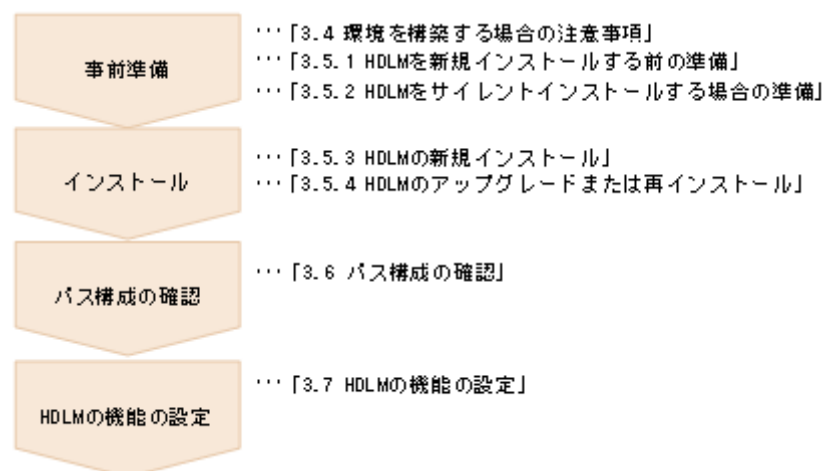 事前準備
…「3.4 環境を構築する場合の注意事項」
…「3.5.1 HDLMを新規インストールする前の準備」
…「3.5.2 HDLMをサイレントインストールする場合の準備」
インストール
…「3.5.3 HDLMの新規インストール」
…「3.5.4 HDLMのアップグレードまたは再インストール」
パス構成の確認
…「3.6 パス構成の確認」
HDLMの機能の設定
…「3.7 HDLMの機能の設定」